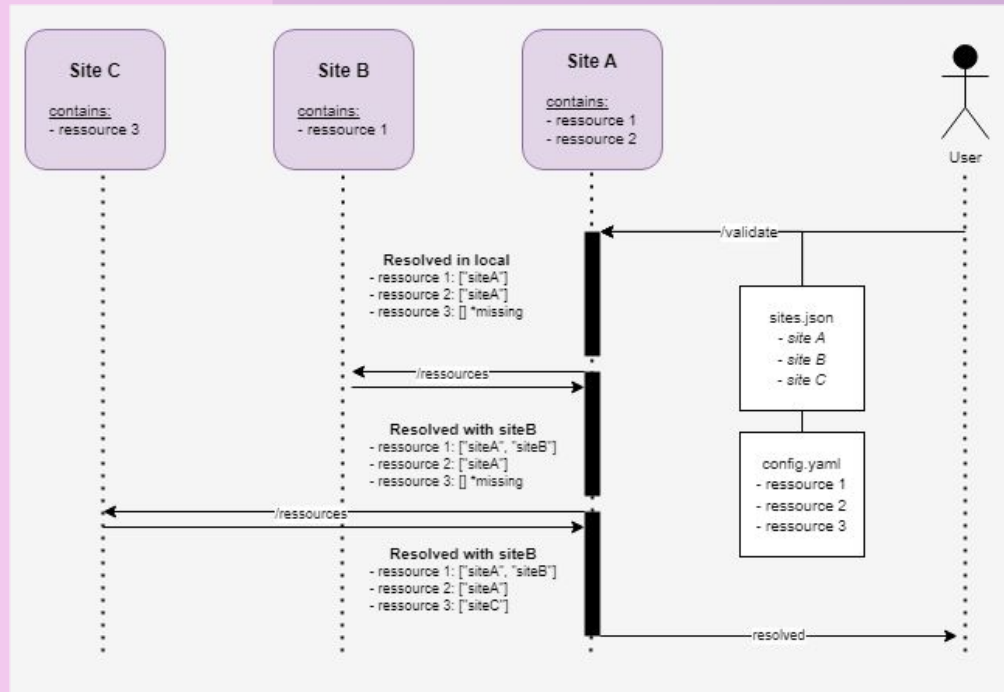 Site C
contains:
- ressource 3
Site B
contains:
- ressource 1
Site A
contains:
- ressource 1
- ressource 2
User
/validate
Resolved in local
- ressource 1: ["siteA"]
- ressource 2: ["siteA"]
- ressource 3: [] *missing
sites.json
- site A
- site B
- site C
/ressources
Resolved with siteB
- ressource 1: ["siteA", "siteB"]
- ressource 2: ["siteA"]
- ressource 3: [] *missing
config.yaml
- ressource 1
- ressource 2
- ressource 3
/ressources
Resolved with siteB
- ressource 1: ["siteA", "siteB"]
- ressource 2: ["siteA"]
- ressource 3: ["siteC"]
resolved